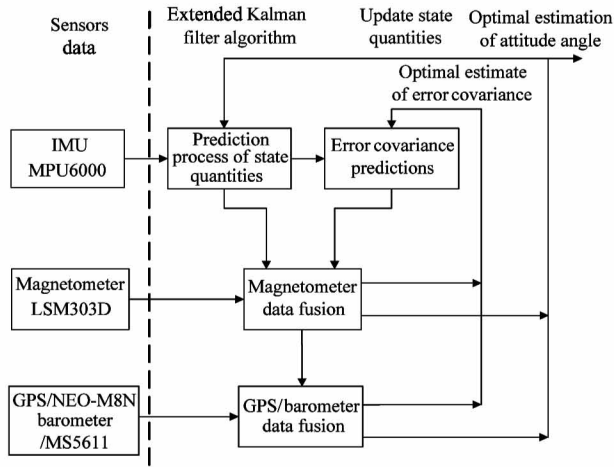 Sensors
data
Extended Kalman
filter algorithm
Update state
quantities
Optimal estimation
of attitude angle
Optimal estimate
of error covariance
IMU
MPU6000
Prediction
process of state
quantities
Error covariance
predictions
Magnetometer
LSM303D
Magnetometer
data fusion
GPS/NEO-M8N
barometer
/MS5611
GPS/barometer
data fusion